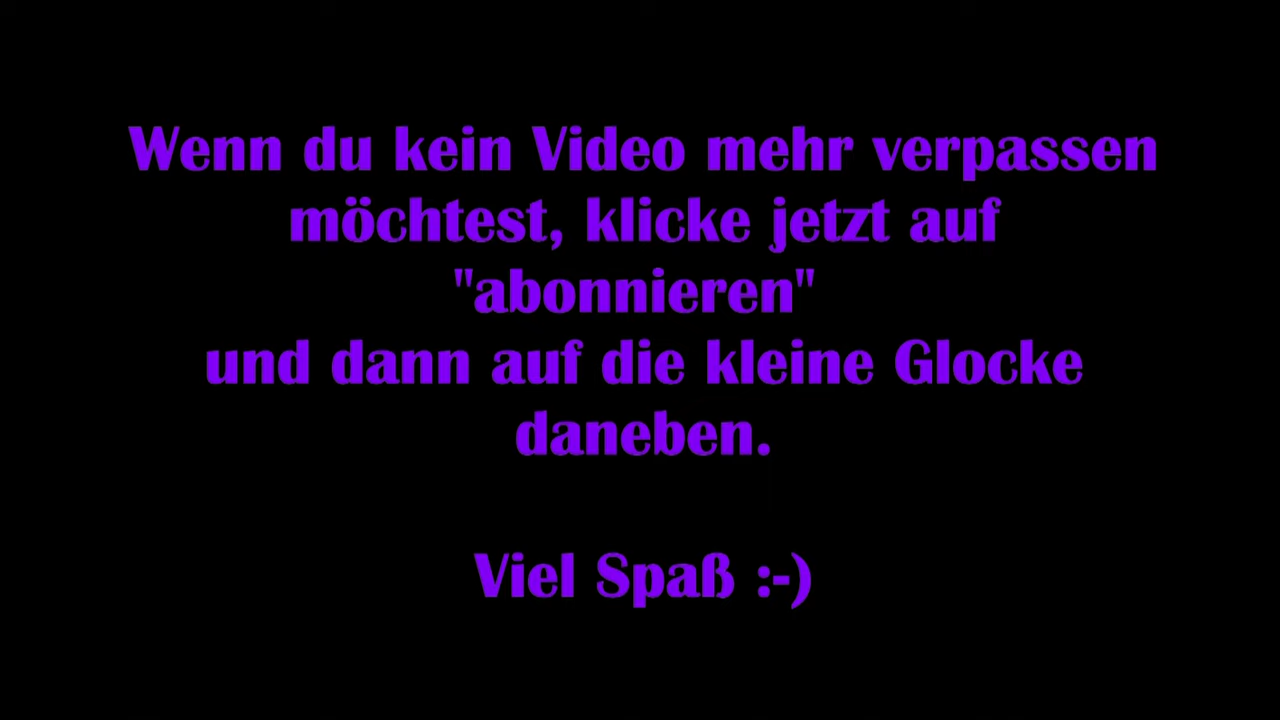 Wenn du kein Video mehr verpassen
möchtest, klicke jetzt auf
"abonnieren"
und dann auf die kleine Glocke
daneben.
Viel Spaß :-)